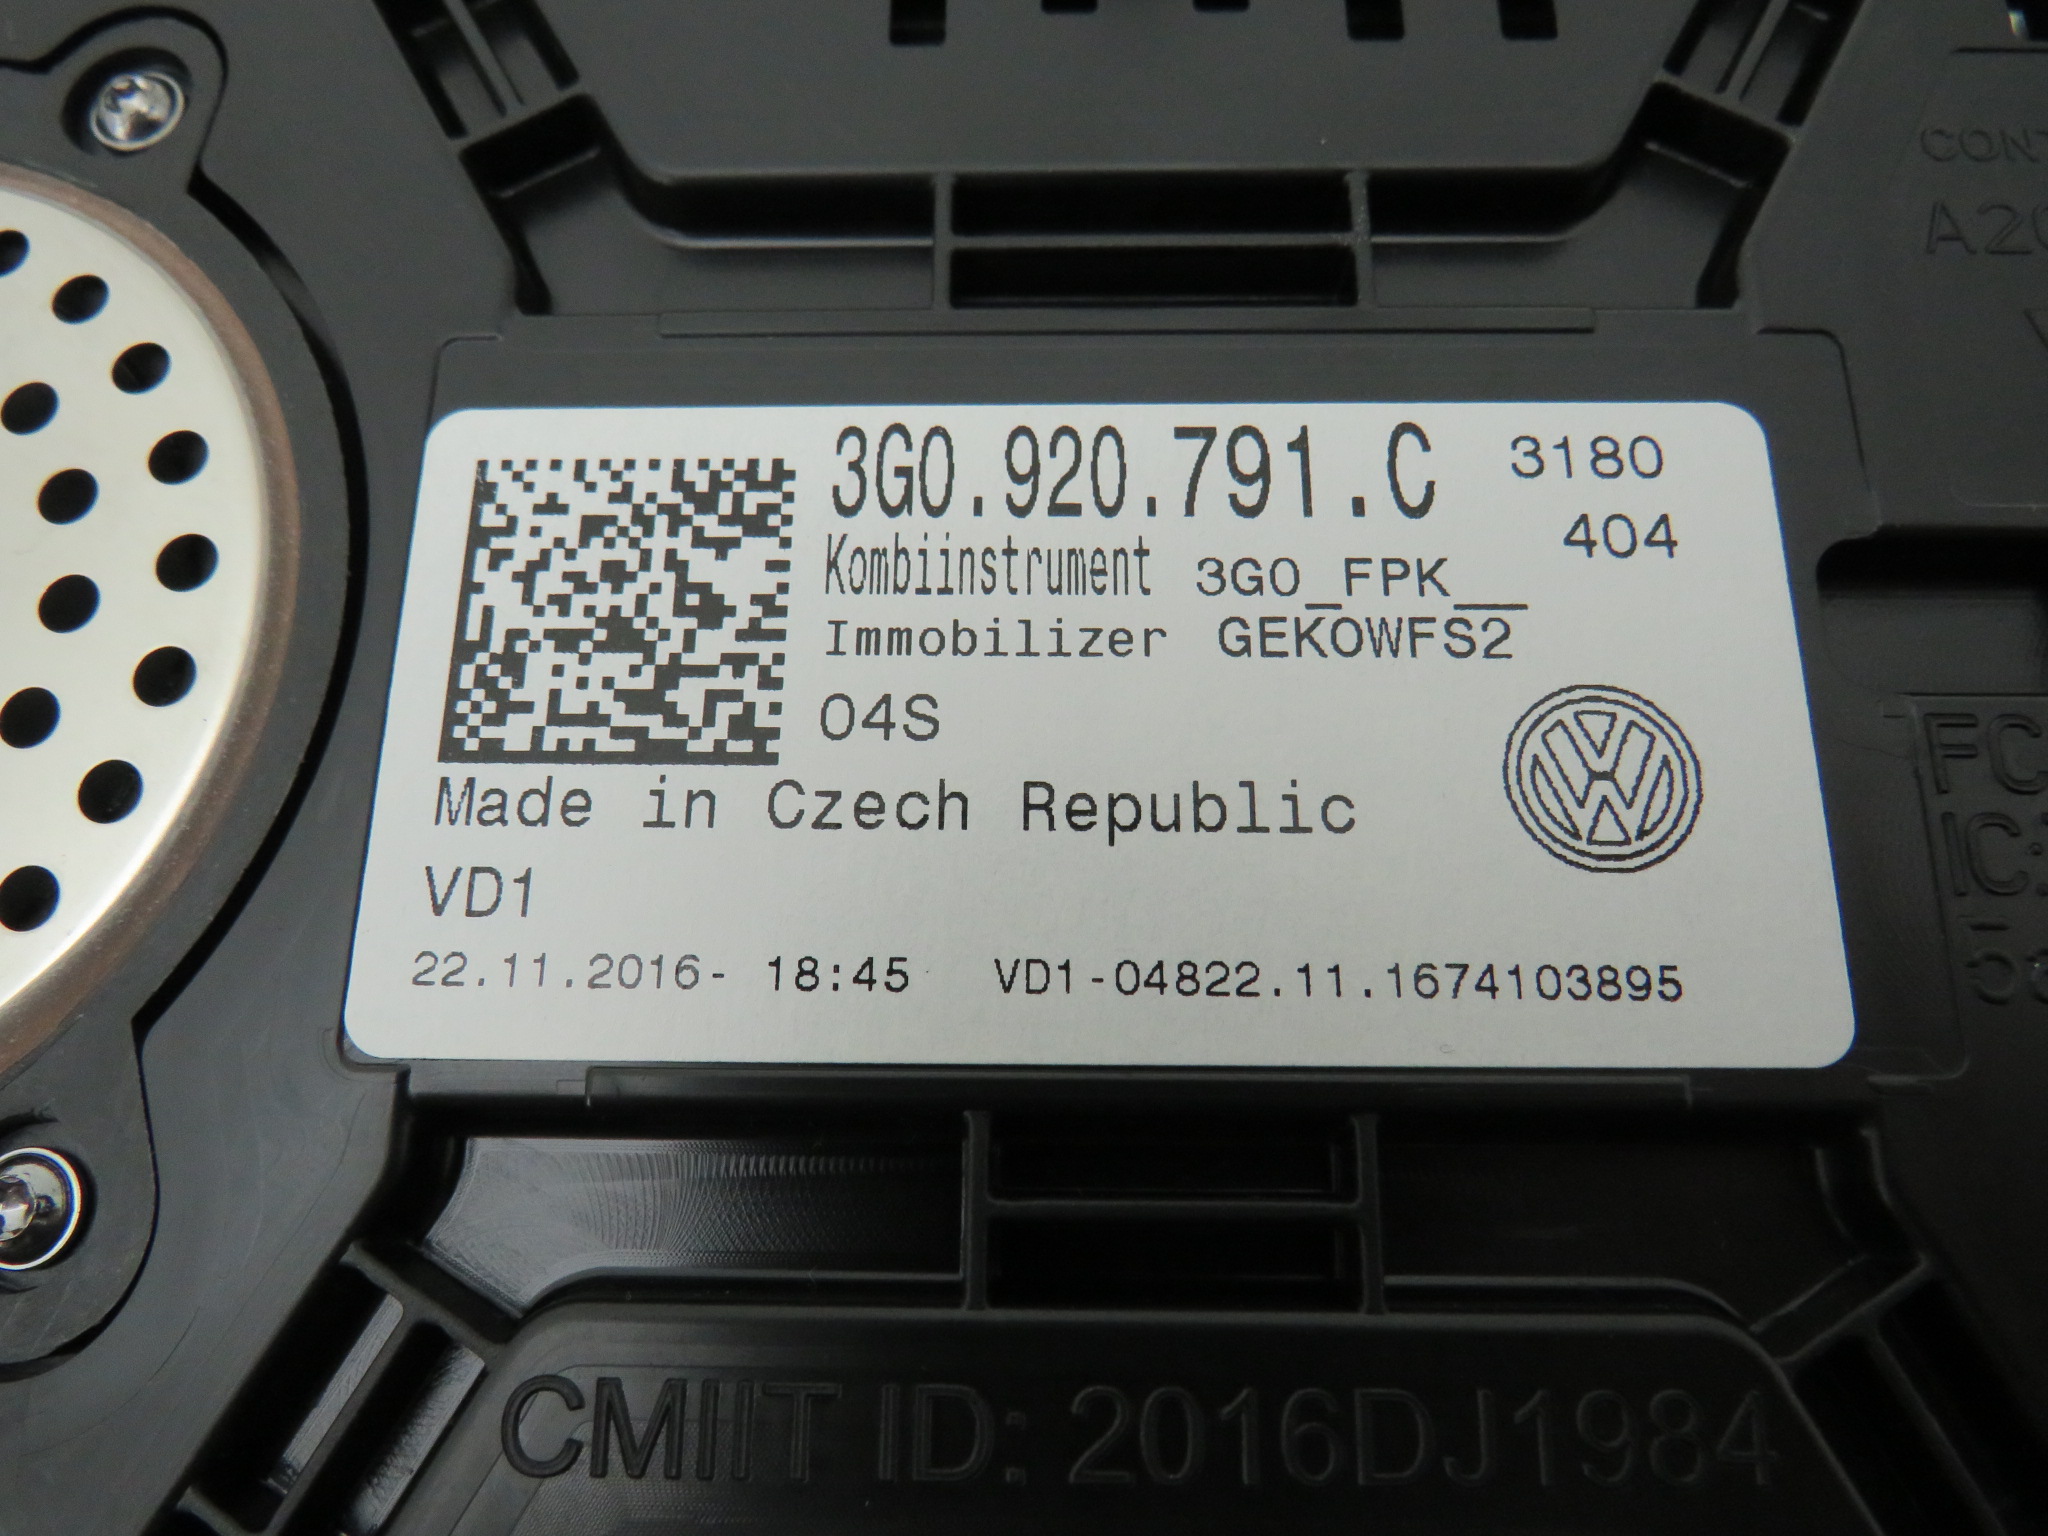 3G0.920.791.C 3180
404
Kombiinstrument 3G0_FPK__
Immobilizer GEKOWFS2
04S
Made in Czech Republic
VD1
22.11.2016- 18:45 VD1-04822.11.1674103895
CMIIT ID: 2016DJ1984
IC: